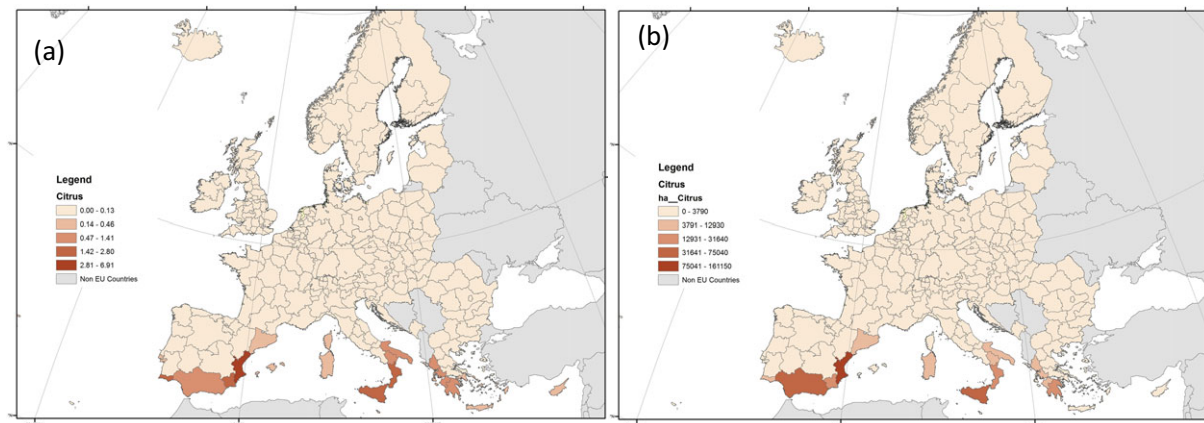 (a)
Legend
Citrus
0.00 - 0.13
0.14 - 0.46
0.47 - 1.41
1.42 - 2.80
2.81 - 6.91
Non EU Countries
(b)
Legend
Citrus
ha__Citrus
0 - 3790
3791 - 12930
12931 - 31640
31641 - 75040
75041 - 161150
Non EU Countries